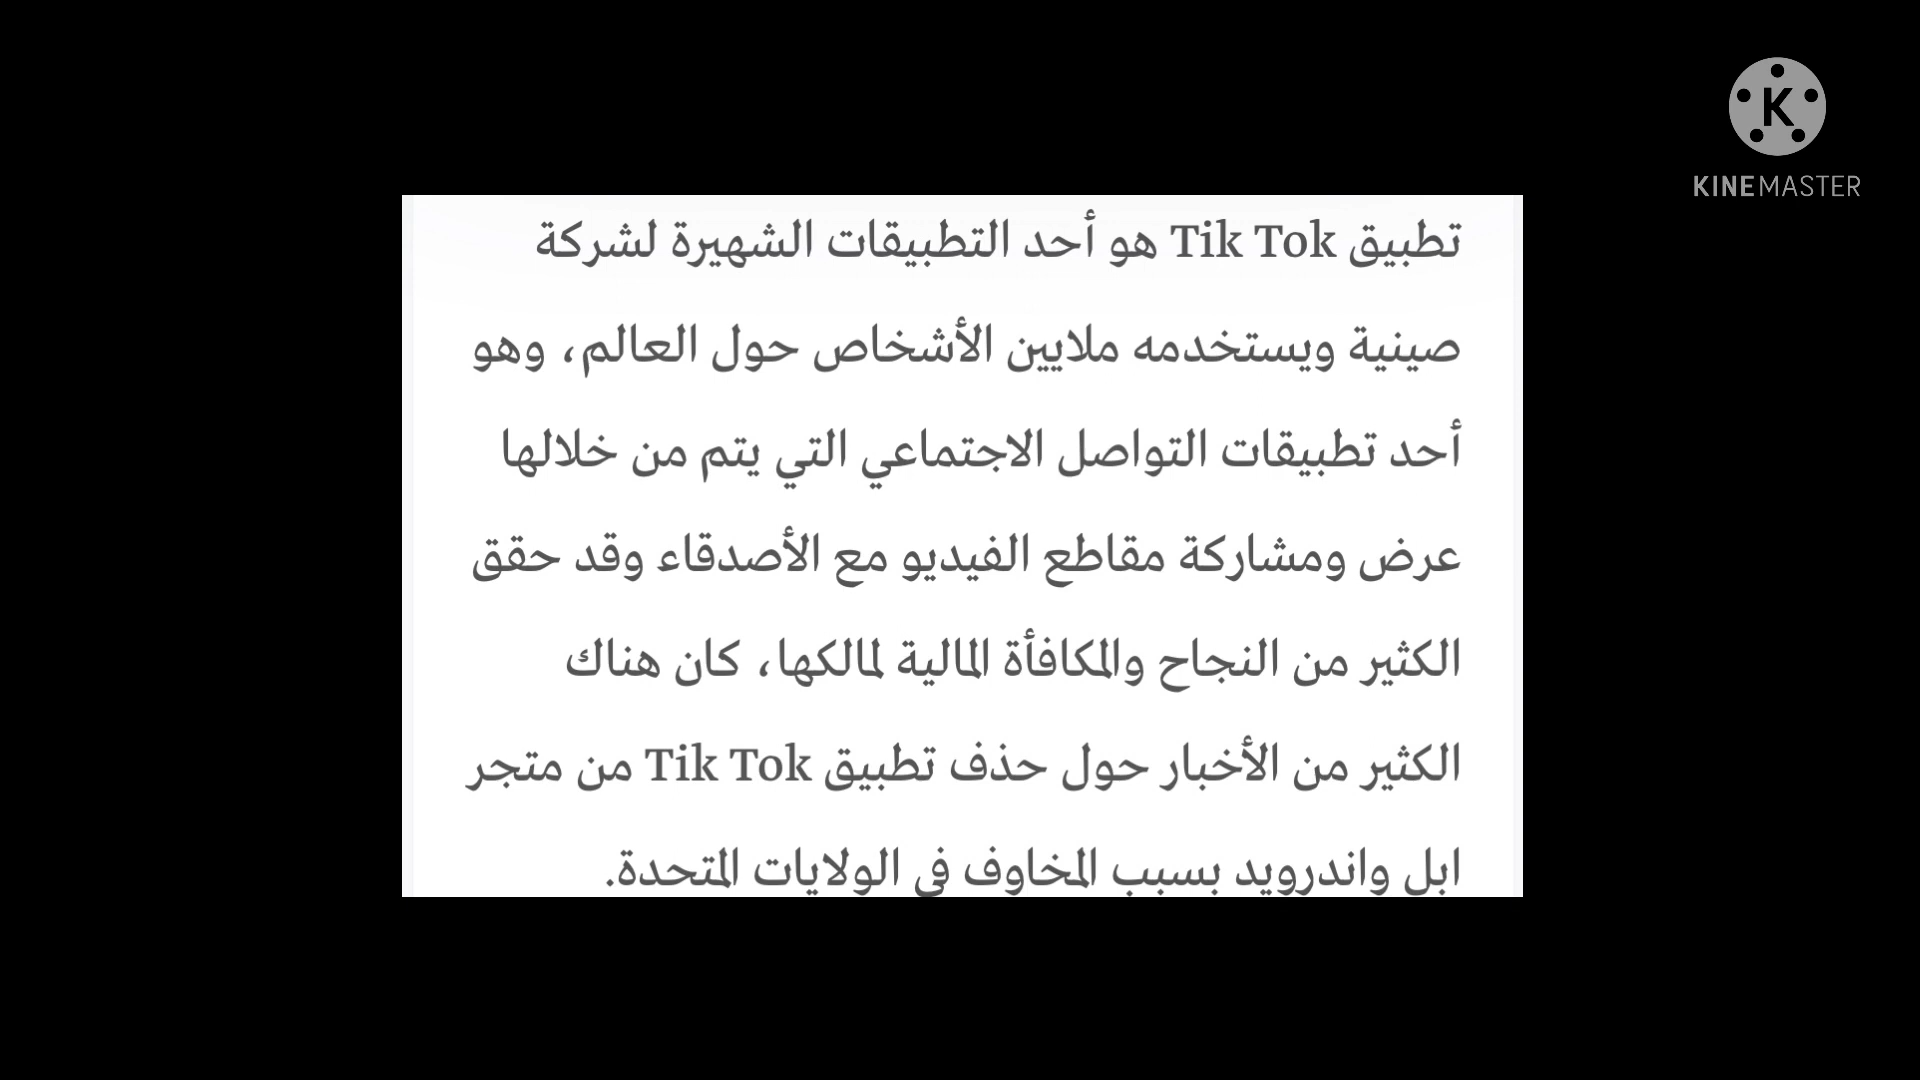 تطبيق Tik Tok هو أحد التطبيقات الشهيرة لشركة
صينية ويستخدمه ملايين الأشخاص حول العالم، وهو
أحد تطبيقات التواصل الاجتماعي التي يتم من خلالها
عرض ومشاركة مقاطع الفيديو مع الأصدقاء وقد حقق
الكثير من النجاح والمكافأة المالية لمالكها، كان هناك
الكثير من الأخبار حول حذف تطبيق Tik Tok من متجر
ابل واندرويد بسبب المخاوف في الولايات المتحدة.
K
KINEMASTER